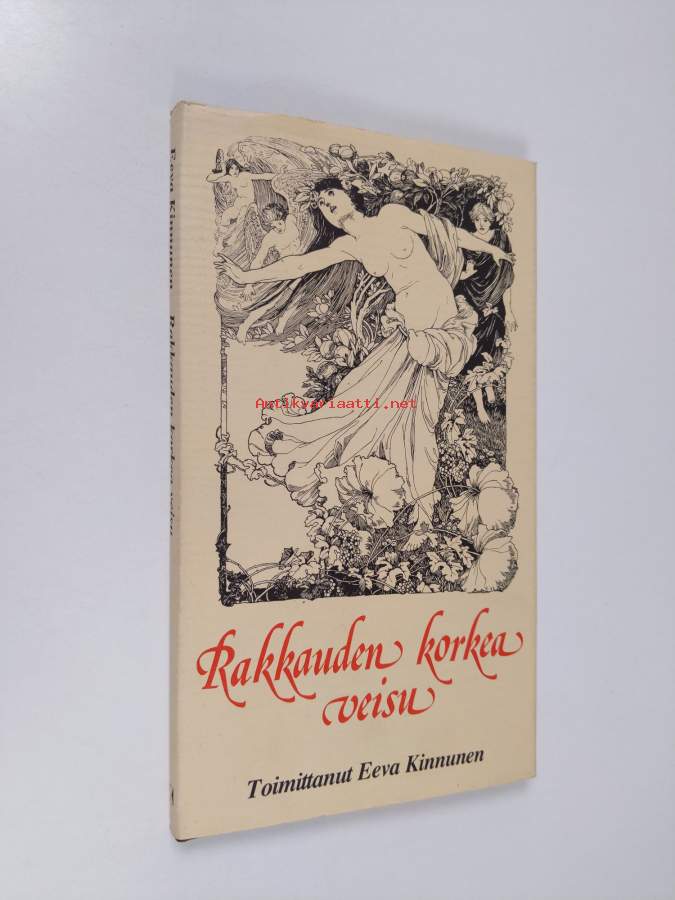 Eeva Kinnunen Rakkauden korkea veisu
Antikvariaatti.net
Rakkauden korkea
veisu
Toimittanut Eeva Kinnunen